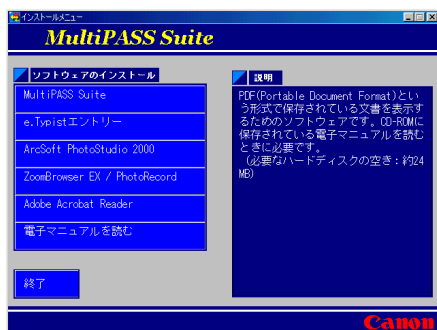 インストールメニュー
MultiPASS Suite
ソフトウェアのインストール
MultiPASS Suite
e.Typistエントリー
ArcSoft PhotoStudio 2000
ZoomBrowser EX / PhotoRecord
Adobe Acrobat Reader
電子マニュアルを読む
終了
説明
PDF(Portable Document Format)とい
う形式で保存されている文書を表示す
るためのソフトウェアです。CD-ROMに
保存されている電子マニュアルを読む
ときに必要です。
（必要なハードディスクの空き：約24
MB)
Canon